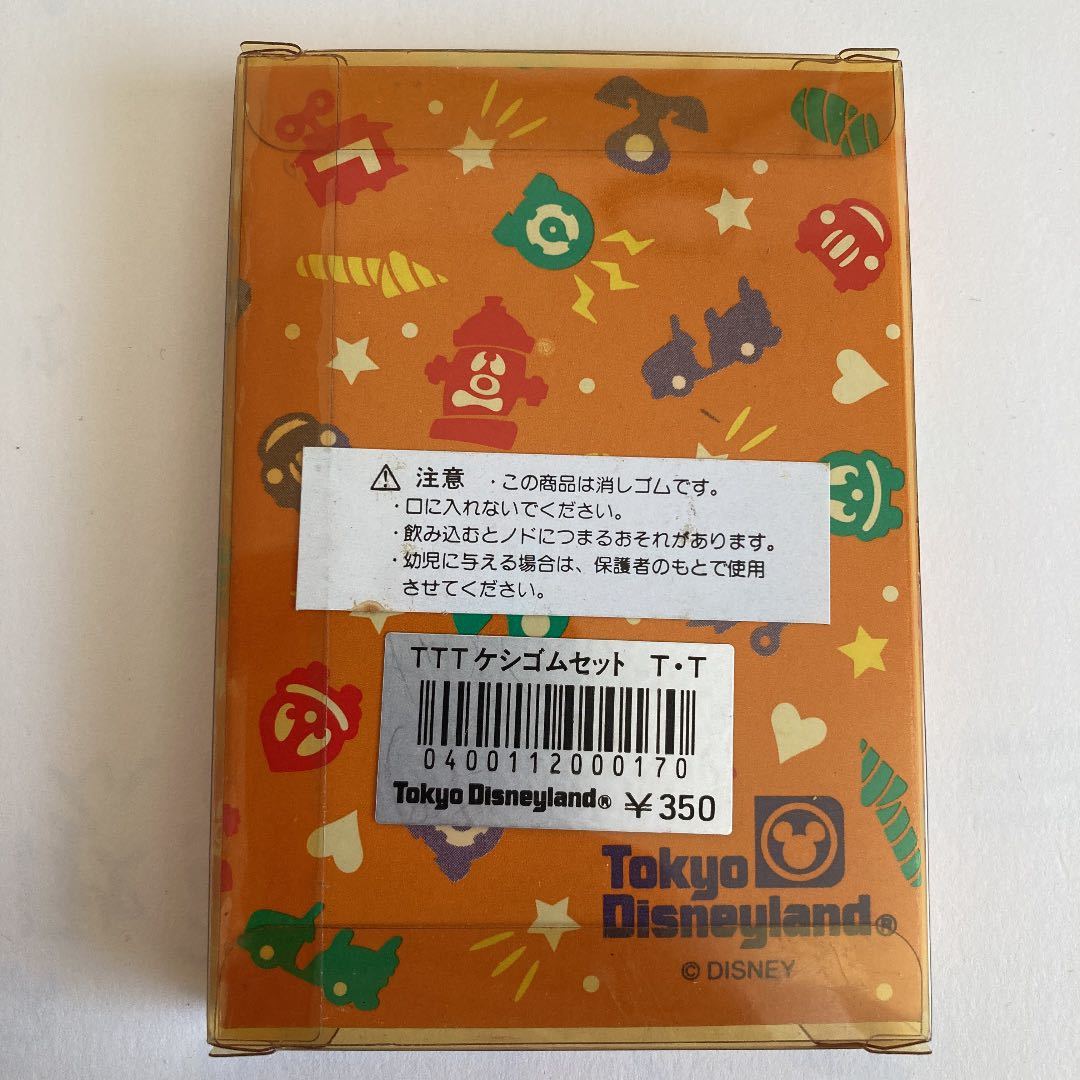 ⚠ 注意 ・この商品は消しゴムです。
・口に入れないでください。
・飲み込むとノドにつまるおそれがあります。
・幼児に与える場合は、保護者のもとで使用
させてください。
TTTケシゴムセット T・T
0400112000170
Tokyo Disneyland® ￥350
Tokyo
Disneyland®
© DISNEY